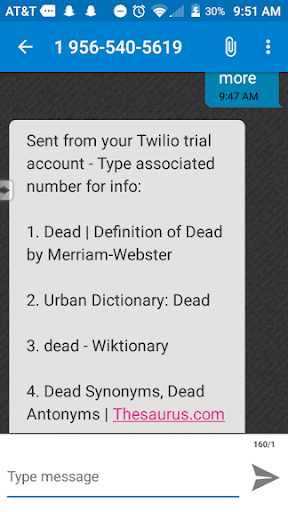 AT&T 30% 9:51 AM
1 956-540-5619
more
9:47 AM
Sent from your Twilio trial
account - Type associated
number for info:
1. Dead | Definition of Dead
by Merriam-Webster
2. Urban Dictionary: Dead
3. dead - Wiktionary
4. Dead Synonyms, Dead
Antonyms | Thesaurus.com
160/1
Type message